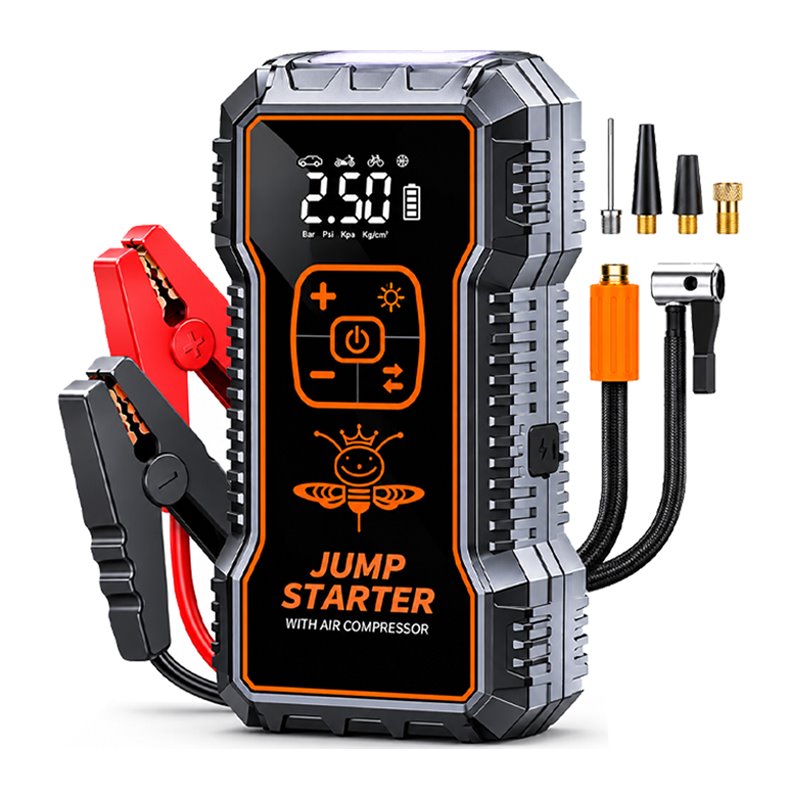 2.50
Bar Psi Kpa Kg/cm²
JUMP
STARTER
WITH AIR COMPRESSOR